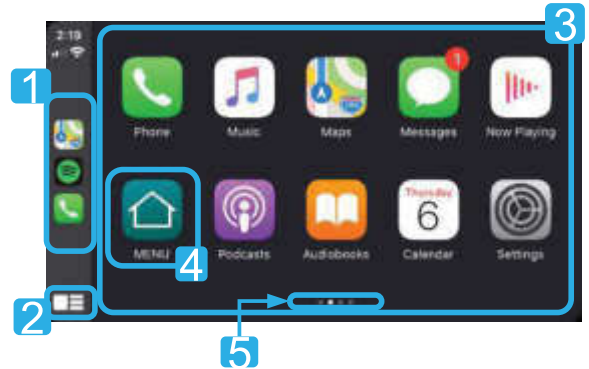 3
2:19
1
1
Phone
Music
Maps
Messages
Now Playing
Thursday
6
MENU
4
Podcasts
Audiobooks
Calendar
Settings
2
5